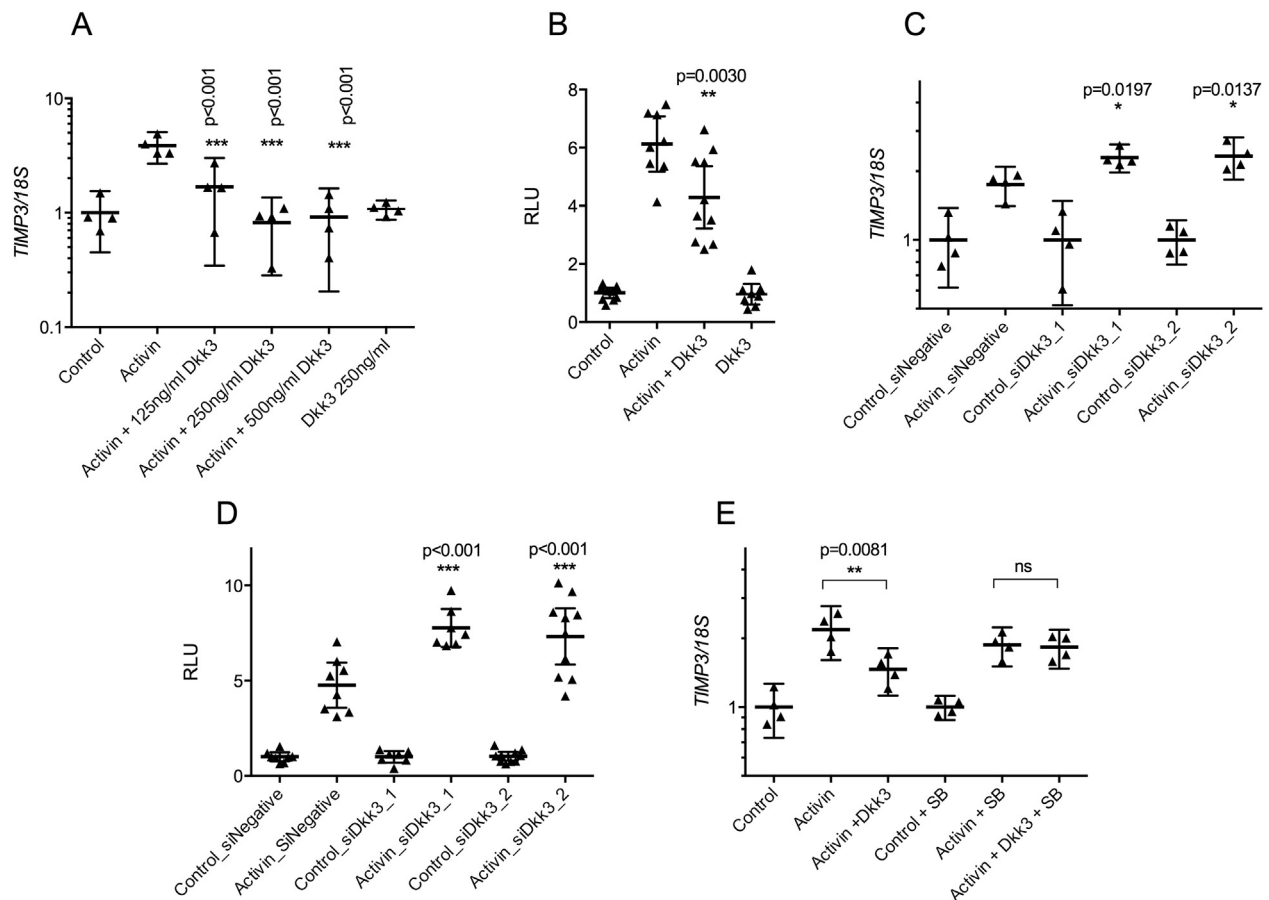 A
p<0.001
p<0.001
p<0.001
***
***
***
10
1
0.1
TIMP3/18S
Control
Activin
Activin + 125ng/ml Dkk3
Activin + 250ng/ml Dkk3
Activin + 500ng/ml Dkk3
Dkk3 250ng/ml
B
p=0.0030
**
8
6
4
2
0
RLU
Control
Activin
Activin + Dkk3
Dkk3
C
p=0.0197
p=0.0137
*
*
1
TIMP3/18S
Control_siNegative
Activin_siNegative
Control_siDkk3_1
Activin_siDkk3_1
Control_siDkk3_2
Activin_siDkk3_2
D
p<0.001
p<0.001
***
***
10
5
0
RLU
Control_siNegative
Activin_SiNegative
Control_siDkk3_1
Activin_siDkk3_1
Control_siDkk3_2
Activin_siDkk3_2
E
p=0.0081
**
ns
1
TIMP3/18S
Control
Activin
Activin +Dkk3
Control + SB
Activin + SB
Activin + Dkk3 + SB